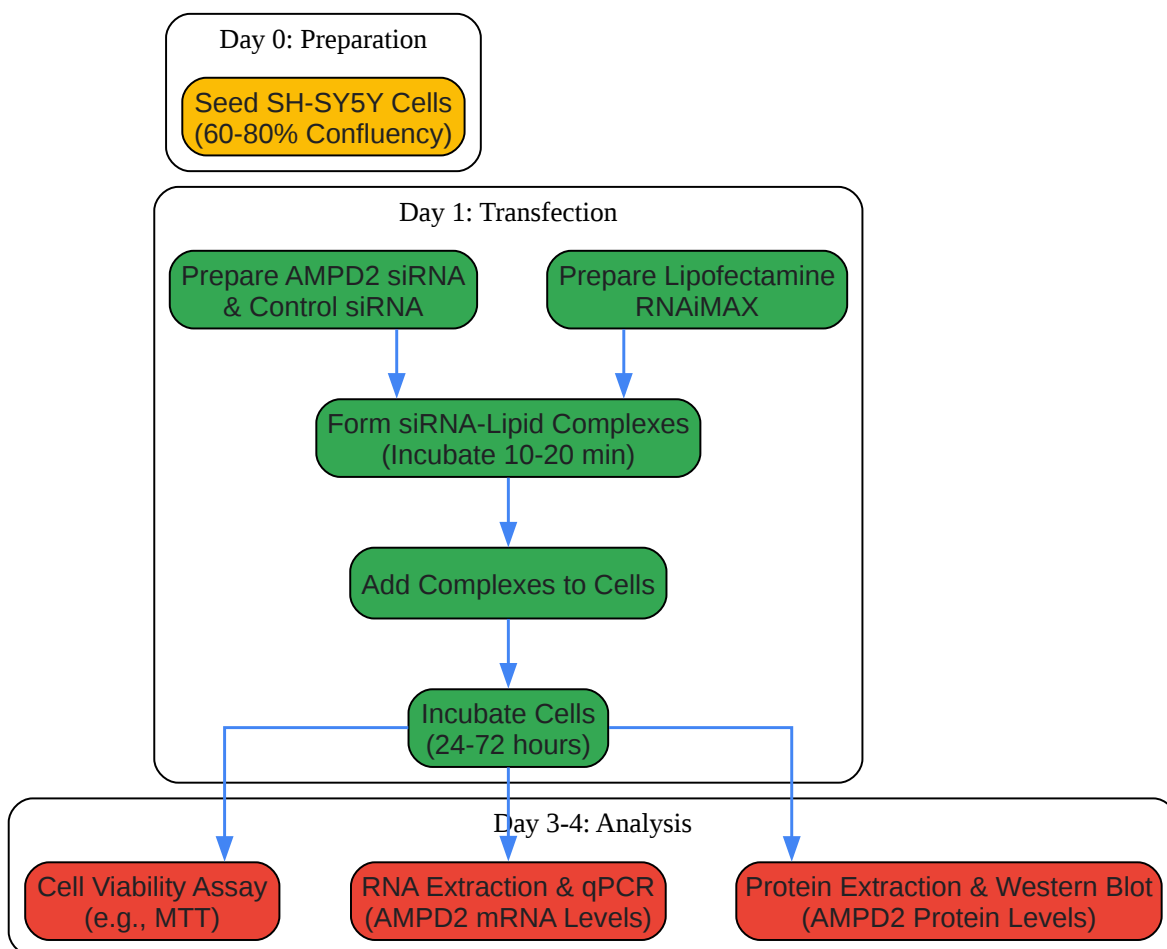 Day 0: Preparation
Seed SH-SY5Y Cells
(60-80% Confluency)
Day 1: Transfection
Prepare AMPD2 siRNA
& Control siRNA
Prepare Lipofectamine
RNAiMAX
Form siRNA-Lipid Complexes
(Incubate 10-20 min)
Add Complexes to Cells
Incubate Cells
(24-72 hours)
Day 3-4: Analysis
Cell Viability Assay
(e.g., MTT)
RNA Extraction & qPCR
(AMPD2 mRNA Levels)
Protein Extraction & Western Blot
(AMPD2 Protein Levels)